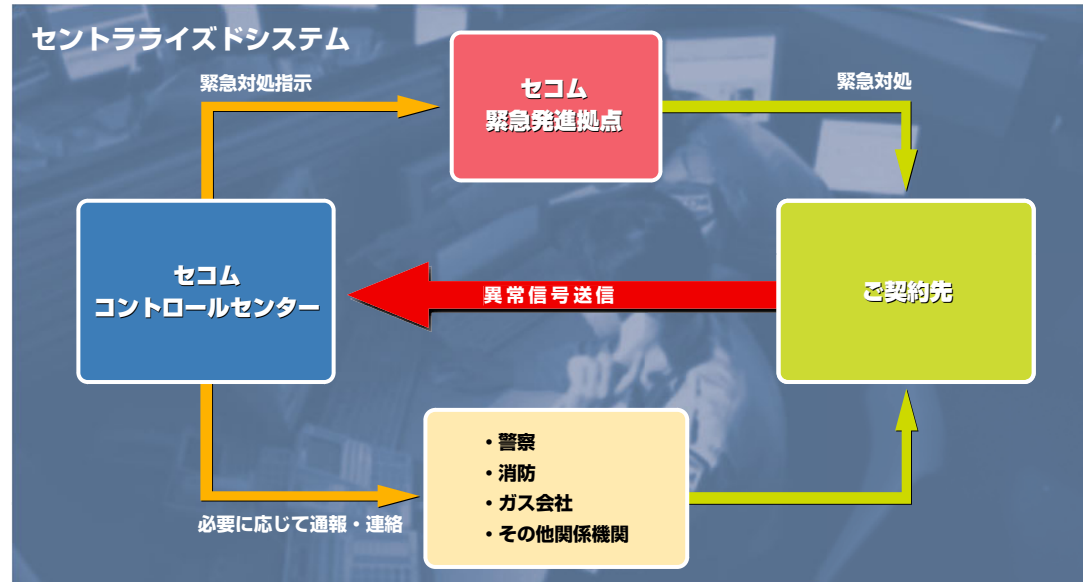 セントラライズドシステム
緊急対処指示
セコム
緊急発進拠点
緊急対処
セコム
コントロールセンター
異常信号送信
ご契約先
・警察
・消防
・ガス会社
・その他関係機関
必要に応じて通報・連絡